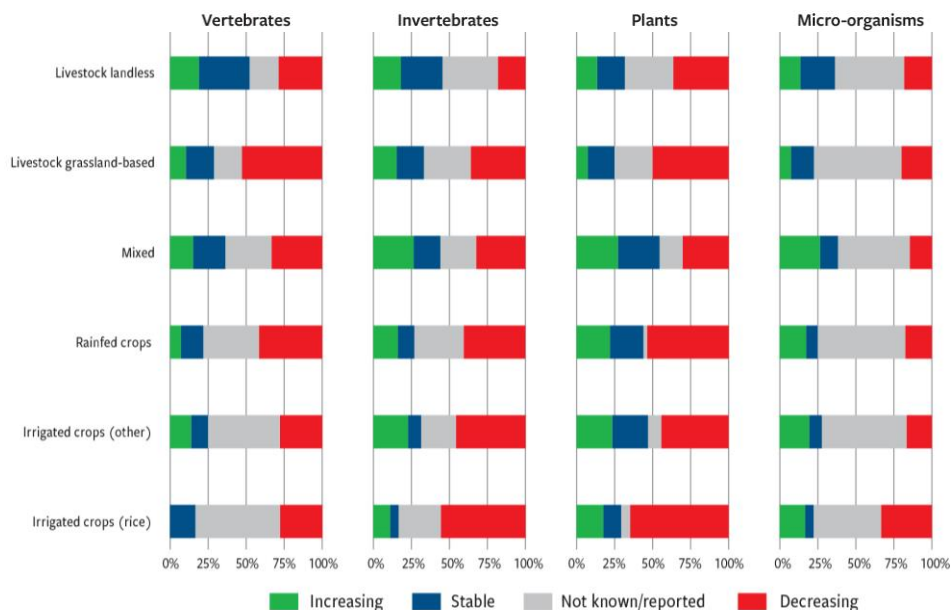 Vertebrates Invertebrates Plants Micro-organisms
Livestock landless
Livestock grassland-based
Mixed
Rainfed crops
Irrigated crops (other)
Irrigated crops (rice)
0% 25% 50% 75% 100% 0% 25% 50% 75% 100% 0% 25% 50% 75% 100% 0% 25% 50% 75% 100%
Increasing Stable Not known/reported Decreasing